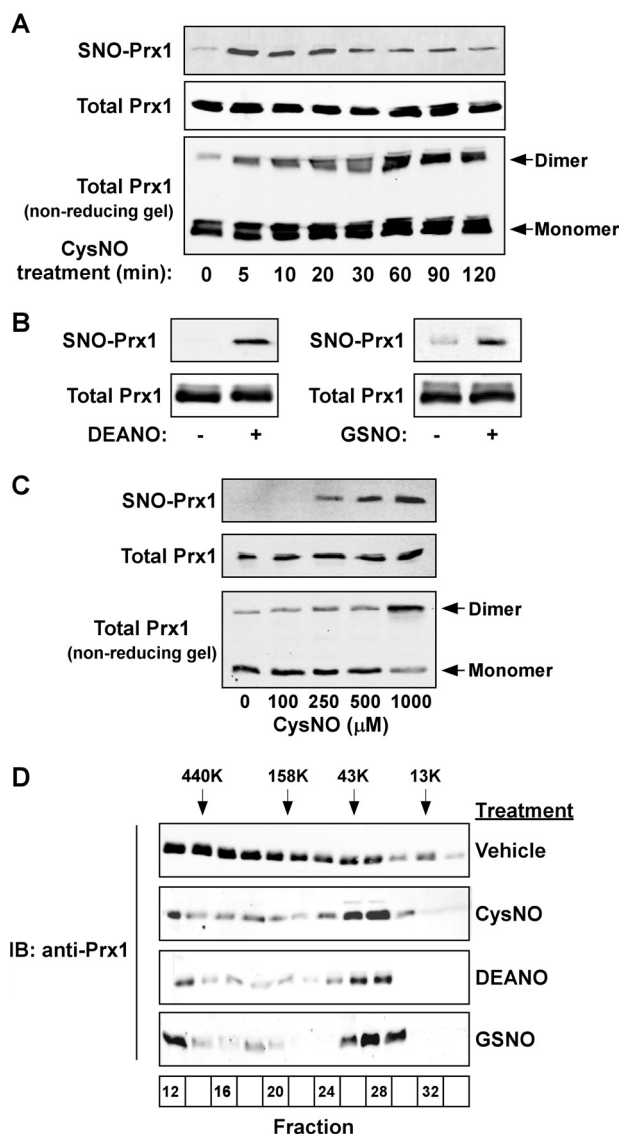 A
SNO-Prx1
Total Prx1
Total Prx1
(non-reducing gel)
Dimer
Monomer
CysNO
treatment (min): 0 5 10 20 30 60 90 120
B
SNO-Prx1
Total Prx1
DEANO: - +
SNO-Prx1
Total Prx1
GSNO: - +
C
SNO-Prx1
Total Prx1
Total Prx1
(non-reducing gel)
Dimer
Monomer
0 100 250 500 1000
CysNO (μM)
D
440K 158K 43K 13K
Treatment
Vehicle
CysNO
IB: anti-Prx1
DEANO
GSNO
12 16 20 24 28 32
Fraction